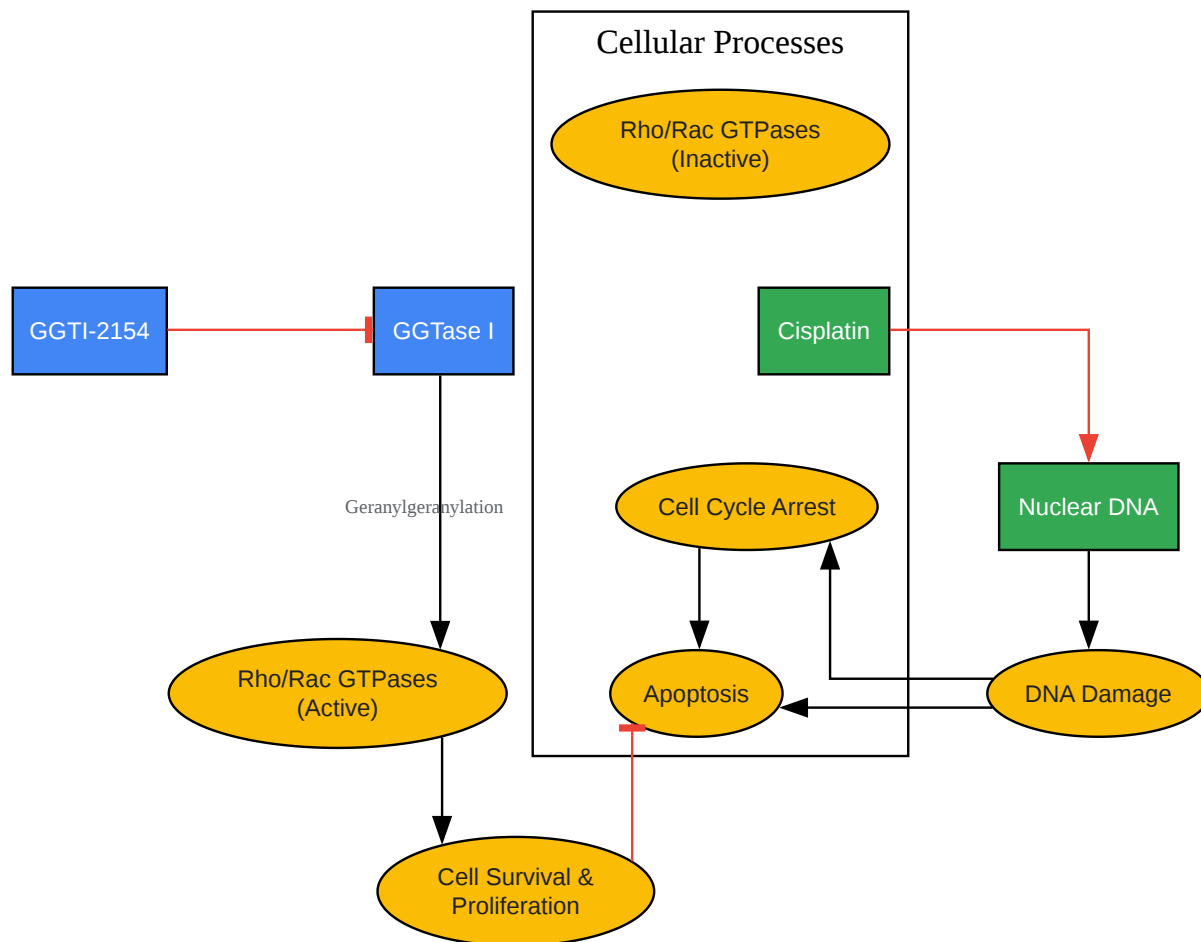 Cellular Processes
Rho/Rac GTPases
(Inactive)
GGTI-2154
GGTase I
Cisplatin
Geranylgeranylation
Cell Cycle Arrest
Nuclear DNA
Rho/Rac GTPases
(Active)
Apoptosis
DNA Damage
Cell Survival &
Proliferation